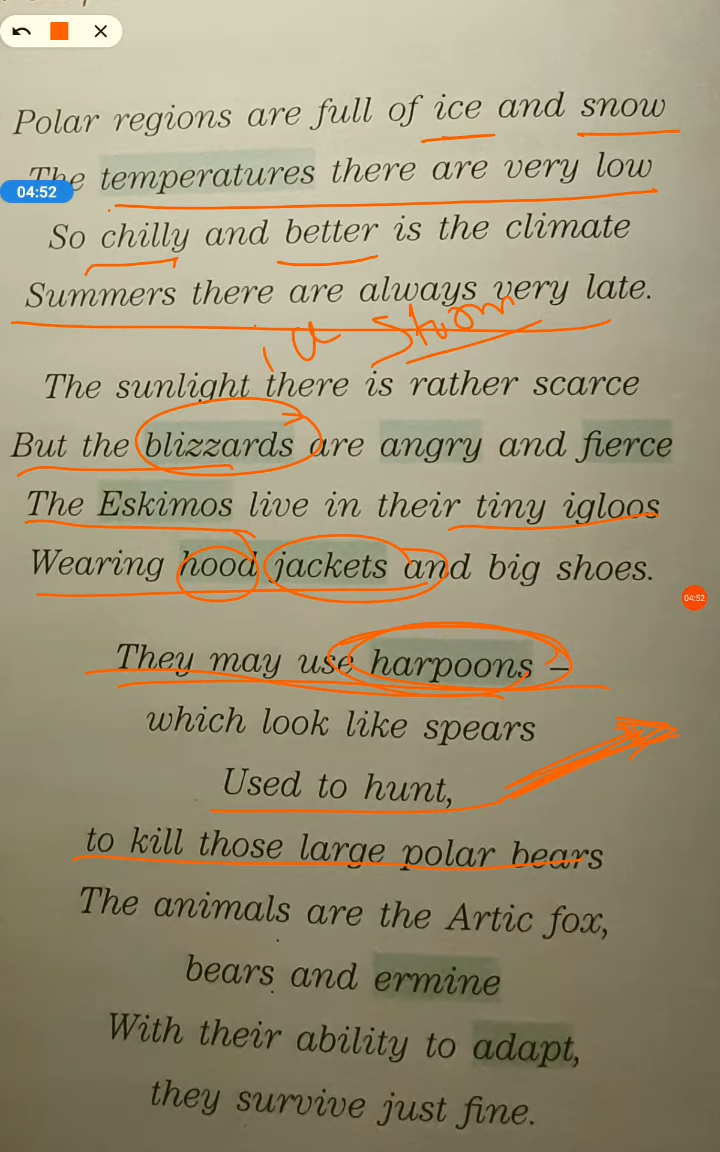 Polar regions are full of ice and snow
The temperatures there are very low
04:52
So chilly and better is the climate
Summers there are always very late.
a Strom
The sunlight there is rather scarce
But the blizzards are angry and fierce
The Eskimos live in their tiny igloos
Wearing hood jackets and big shoes.
04:52
They may use harpoons –
which look like spears
Used to hunt,
to kill those large polar bears
The animals are the Artic fox,
bears and ermine
With their ability to adapt,
they survive just fine.